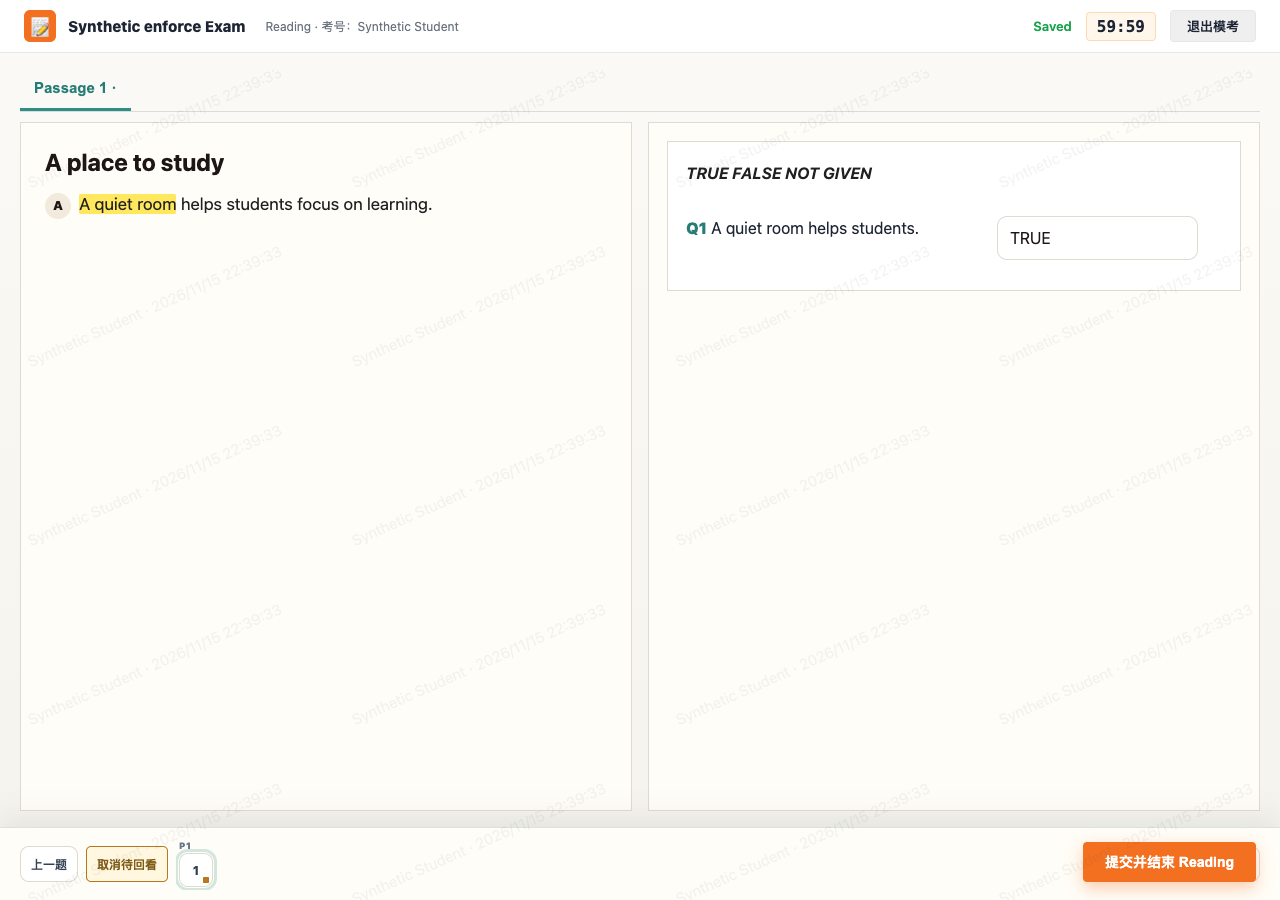 Synthetic enforce Exam
Reading · 考号：Synthetic Student
Saved
59:59
退出模考
Passage 1 ·
A place to study
A
A quiet room helps students focus on learning.
TRUE FALSE NOT GIVEN
Q1 A quiet room helps students.
TRUE
Synthetic Student · 2026/11/15 22:39:33
上一题
取消待回看
P1
1
提交并结束 Reading